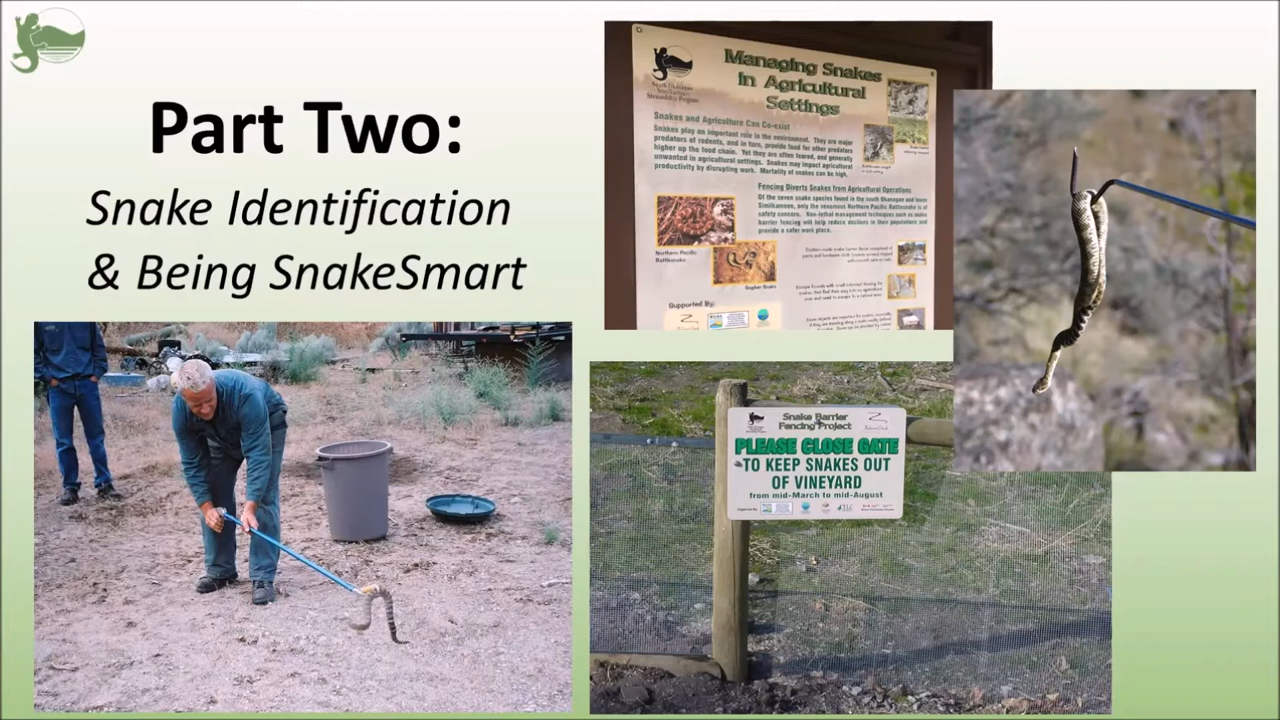 Part Two:
Snake Identification
& Being SnakeSmart
Managing Snakes
in Agricultural
Settings
Stewardship Program
Snakes and Agriculture Can Co-exist
Snakes play an important role in the environment. They are major
predators of rodents, and in turn, provide food for other predators
higher up the food chain. Yet they are often feared, and generally
unwanted in agricultural settings. Snakes may impact agricultural
productivity by disrupting work. Mortality of snakes can be high.
Fencing Diverts Snakes from Agricultural Operations
Of the seven snake species found in the south Okanagan and lower
Similkameen, only the venomous Northern Pacific Rattlesnake is of
safety concern. Non-lethal management techniques such as snake
barrier fencing will help reduce declines in their populations and
provide a safer work place.
Northern Pacific
Rattlesnake
Gopher Snake
Supported By:
Snake Barrier
Fencing Project
PLEASE CLOSE GATE
TO KEEP SNAKES OUT
OF VINEYARD
from mid-March to mid-August